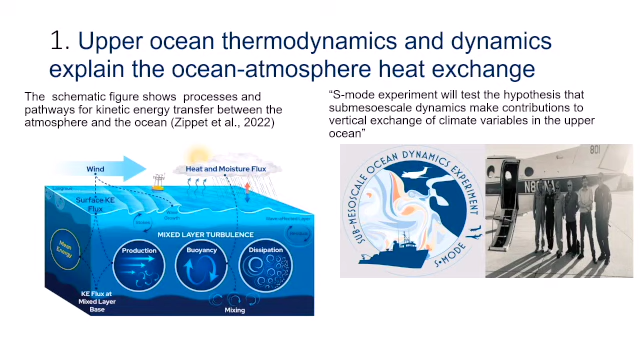 1. Upper ocean thermodynamics and dynamics
explain the ocean-atmosphere heat exchange
The schematic figure shows processes and
pathways for kinetic energy transfer between the
atmosphere and the ocean (Zippet et al., 2022)
“S-mode experiment will test the hypothesis that
submesoescale dynamics make contributions to
vertical exchange of climate variables in the upper
ocean”
Wind
Heat and Moisture Flux
Surface KE
Flux
MIXED LAYER TURBULENCE
Mean
Energy
Production
Buoyancy
Dissipation
KE Flux at
Mixed Layer
Base
Mixing
SUB-MESOSCALE OCEAN DYNAMICS EXPERIMENT
S-MODE
801